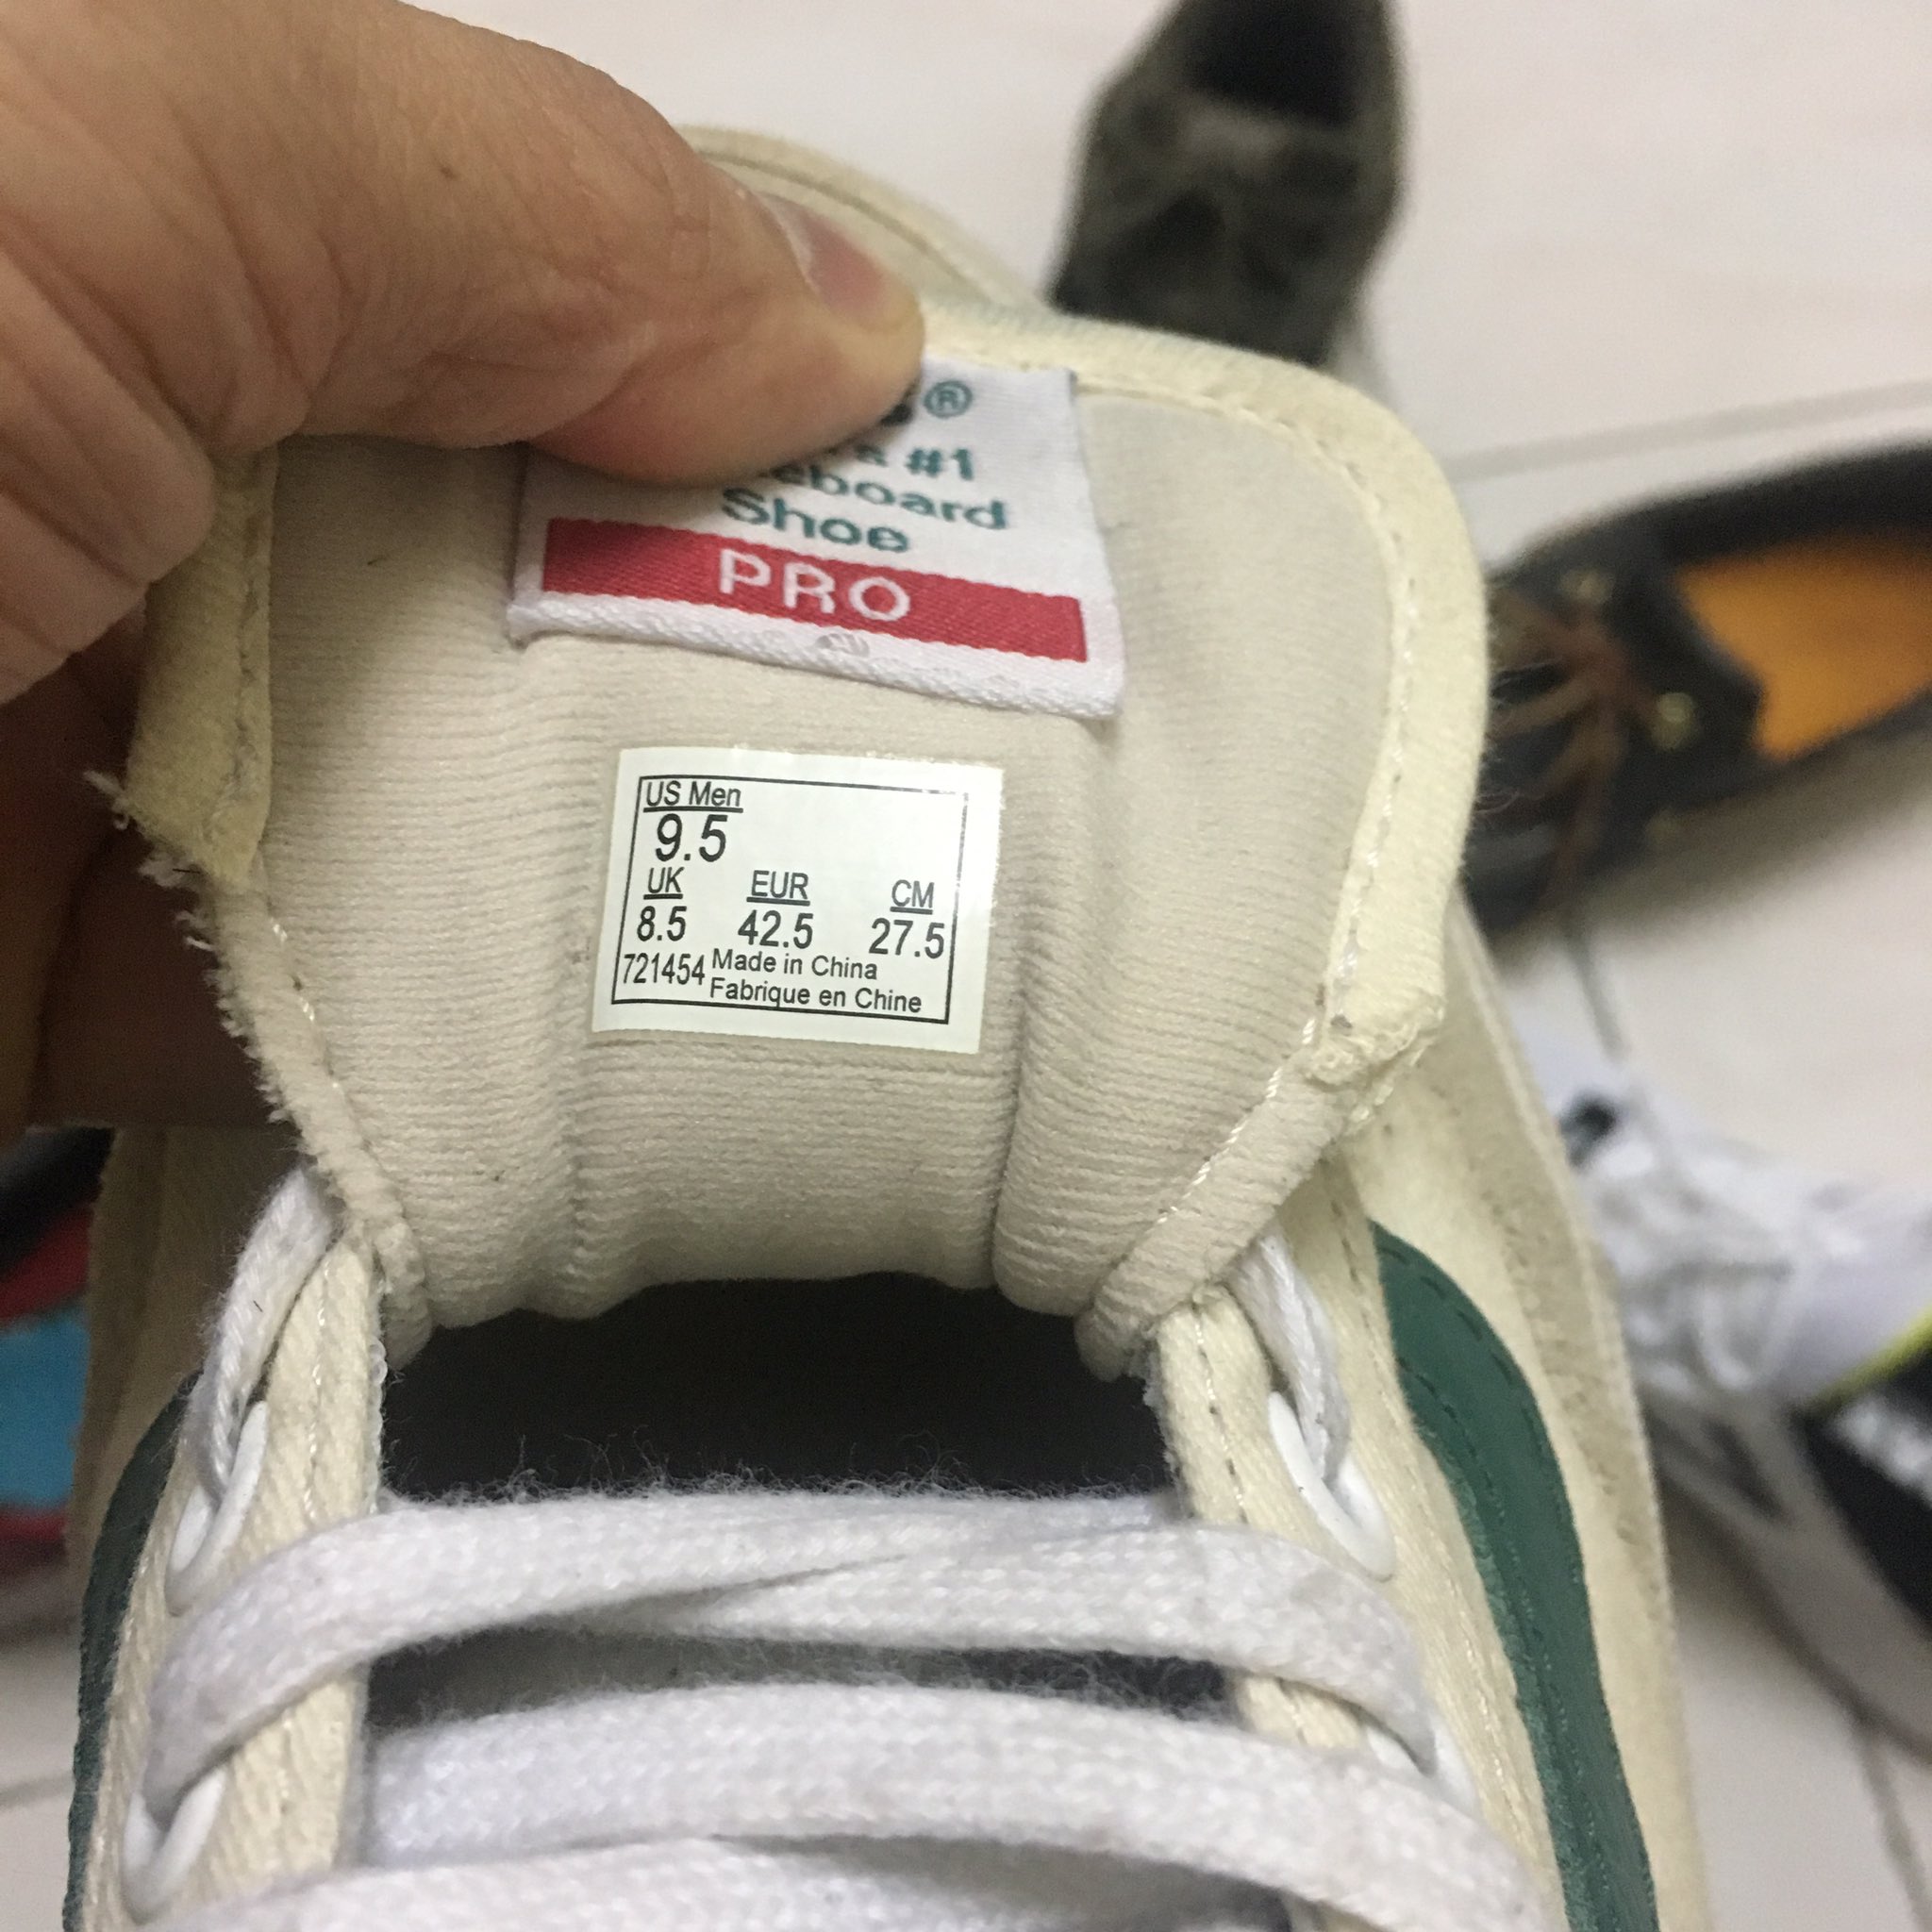 ®
#1
Shoe
PRO
US Men
9.5
UK EUR CM
8.5 42.5 27.5
721454 Made in China
Fabrique en Chine